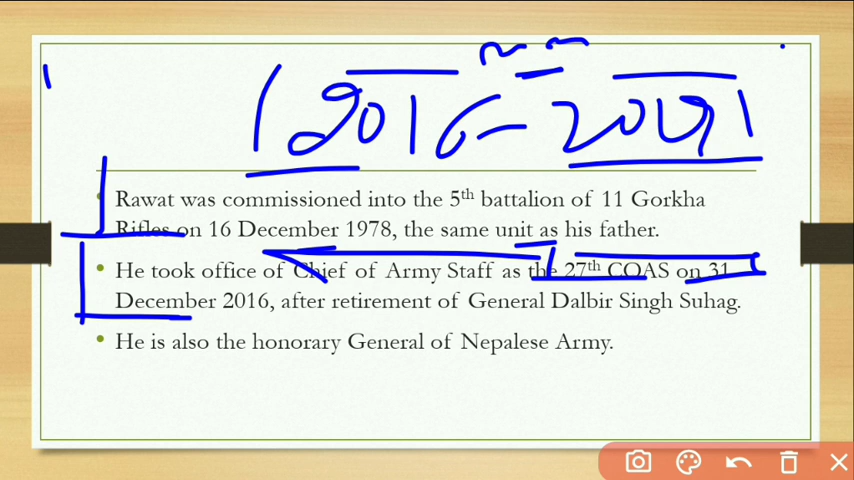 (2016-2019)
Rawat was commissioned into the 5th battalion of 11 Gorkha
Rifles on 16 December 1978, the same unit as his father.
He took office of Chief of Army Staff as the 27th COAS on 31
December 2016, after retirement of General Dalbir Singh Suhag.
He is also the honorary General of Nepalese Army.